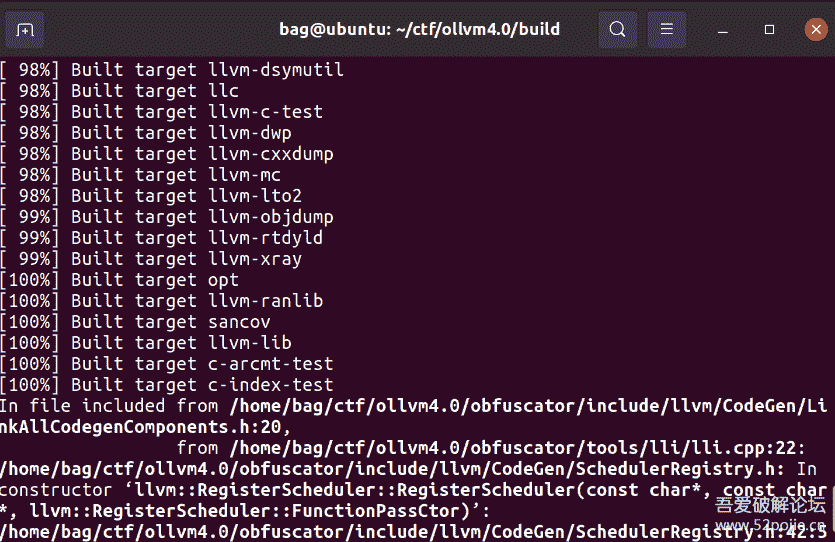 bag@ubuntu: ~/ctf/ollvm4.0/build
[ 98%] Built target llvm-dsymutil
[ 98%] Built target llc
[ 98%] Built target llvm-c-test
[ 98%] Built target llvm-dwp
[ 98%] Built target llvm-cxxdump
[ 98%] Built target llvm-mc
[ 98%] Built target llvm-lto2
[ 99%] Built target llvm-objdump
[ 99%] Built target llvm-rtdyld
[ 99%] Built target llvm-xray
[100%] Built target opt
[100%] Built target llvm-ranlib
[100%] Built target sancov
[100%] Built target llvm-lib
[100%] Built target c-arcmt-test
[100%] Built target c-index-test
In file included from /home/bag/ctf/ollvm4.0/obfuscator/include/llvm/CodeGen/Li
nkAllCodegenComponents.h:20,
from /home/bag/ctf/ollvm4.0/obfuscator/tools/lli/lli.cpp:22:
/home/bag/ctf/ollvm4.0/obfuscator/include/llvm/CodeGen/SchedulerRegistry.h: In
constructor ‘llvm::RegisterScheduler::RegisterScheduler(const char*, const char
*, llvm::RegisterScheduler::FunctionPassCtor)’:
/home/bag/ctf/ollvm4.0/obfuscator/include/llvm/CodeGen/SchedulerRegistry.h:42:5
吾爱破解论坛
www.52pojie.cn